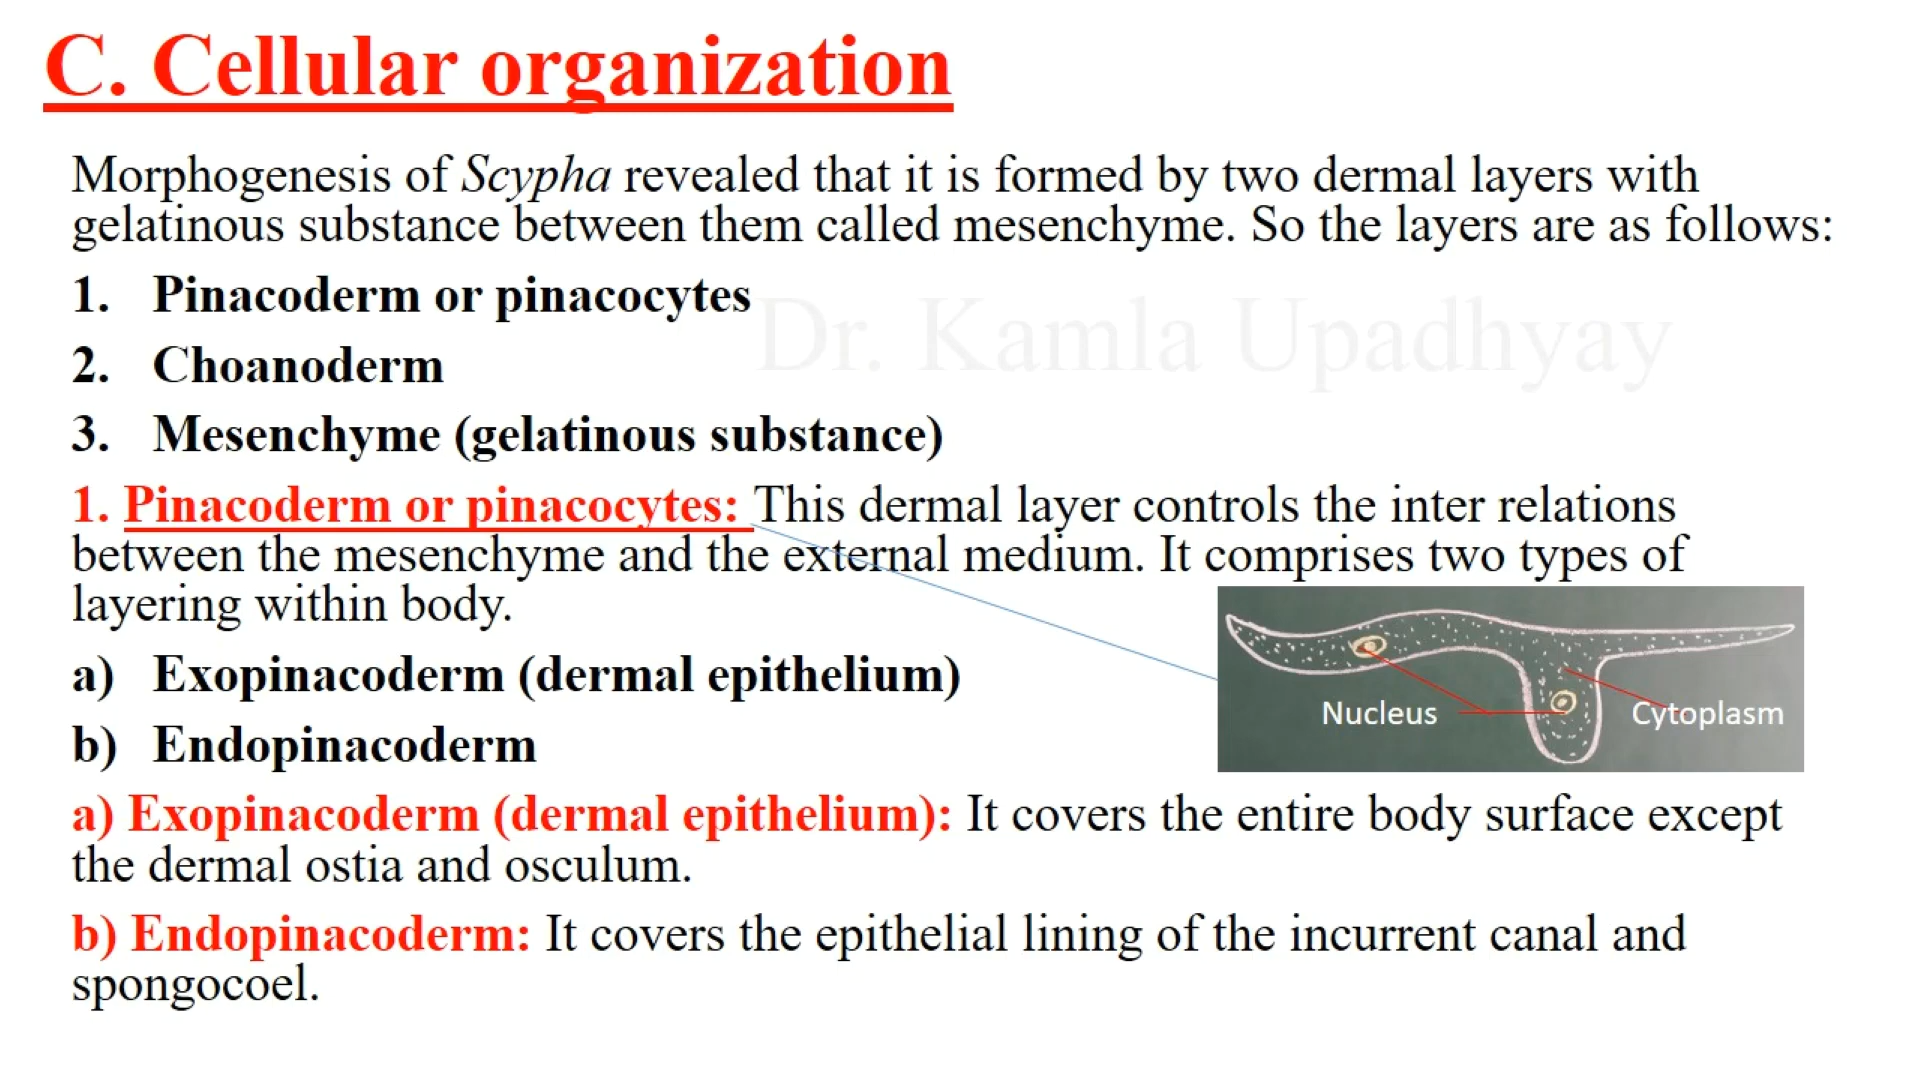 C. Cellular organization
Morphogenesis of Scypha revealed that it is formed by two dermal layers with
gelatinous substance between them called mesenchyme. So the layers are as follows:
1. Pinacoderm or pinacocytes
Dr. Kamla Upadhyay
2. Choanoderm
3. Mesenchyme (gelatinous substance)
1. Pinacoderm or pinacocytes: This dermal layer controls the inter relations
between the mesenchyme and the external medium. It comprises two types of
layering within body.
a) Exopinacoderm (dermal epithelium)
b) Endopinacoderm
Nucleus
Cytoplasm
a) Exopinacoderm (dermal epithelium): It covers the entire body surface except
the dermal ostia and osculum.
b) Endopinacoderm: It covers the epithelial lining of the incurrent canal and
spongocoel.